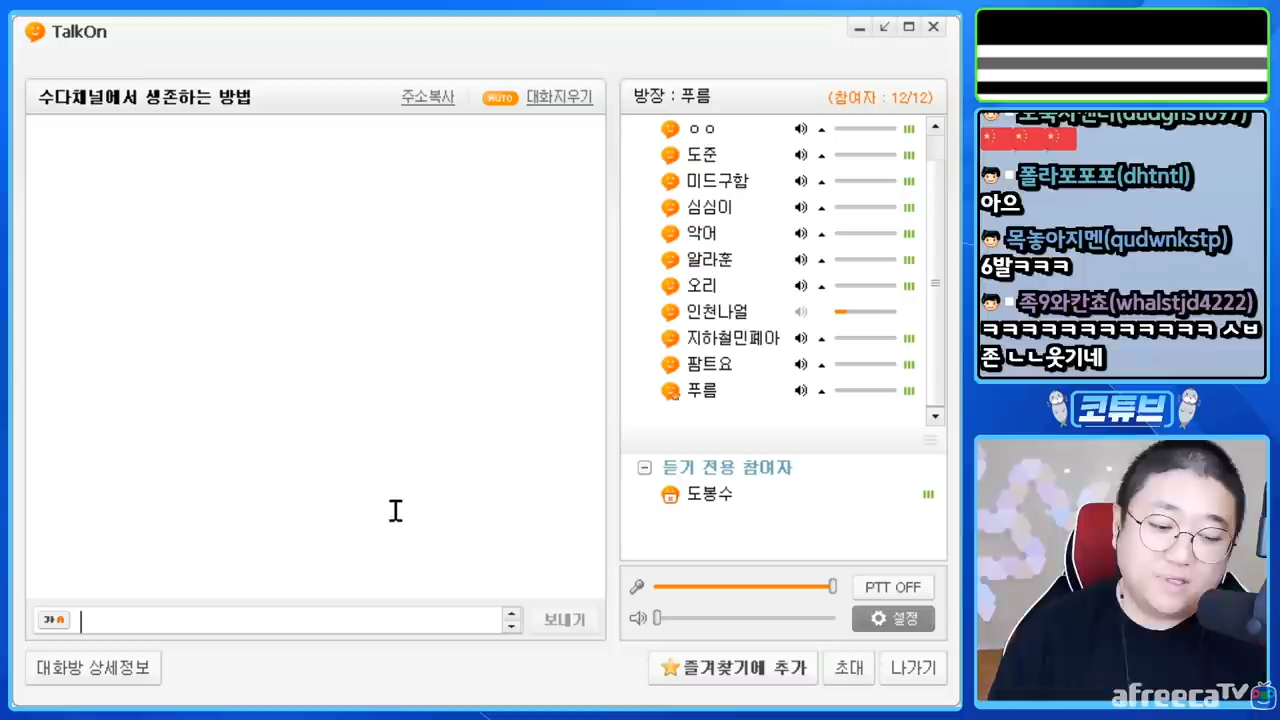 TalkOn
수다채널에서 생존하는 방법
주소복사
AUTO 대화지우기
방장 : 푸름
(참여자 : 12/12)
ㅇㅇ
도준
미드구함
심심이
악어
알라훈
오리
인천나얼
지하철민폐아
팜트요
푸름
듣기 전용 참여자
도봉수
PTT OFF
설정
가A
보내기
대화방 상세정보
즐겨찾기에 추가
초대
나가기
폴라포포포(dhtntl)
아으
목놓아지멘(qudwnkstp)
6발ㅋㅋㅋ
족9와칸쵸(whalstjd4222)
ㅋㅋㅋㅋㅋㅋㅋㅋㅋㅋㅋㅋ ㅅㅂ
존 ㄴㄴ웃기네
코튜브
afreecaTV